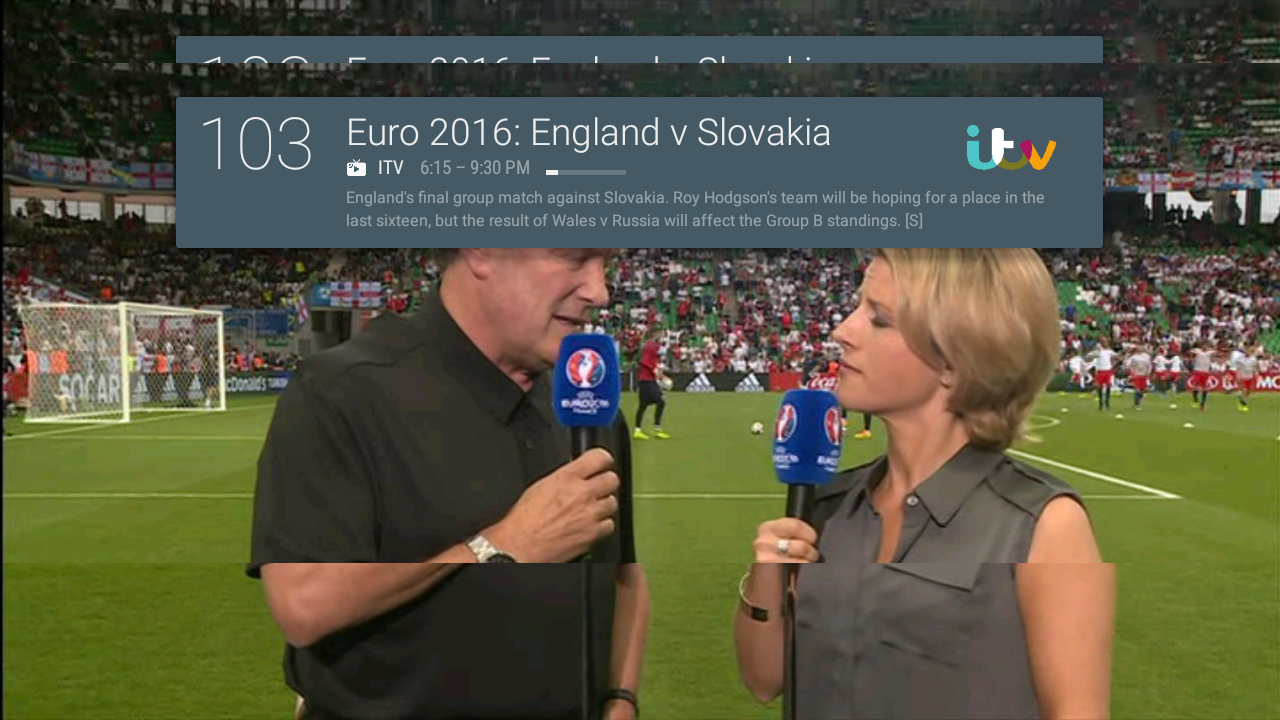 103
Euro 2016: England v Slovakia
ITV 6:15 – 9:30 PM
itv
England's final group match against Slovakia. Roy Hodgson's team will be hoping for a place in the
last sixteen, but the result of Wales v Russia will affect the Group B standings. [S]
SOCAR
McDonald's